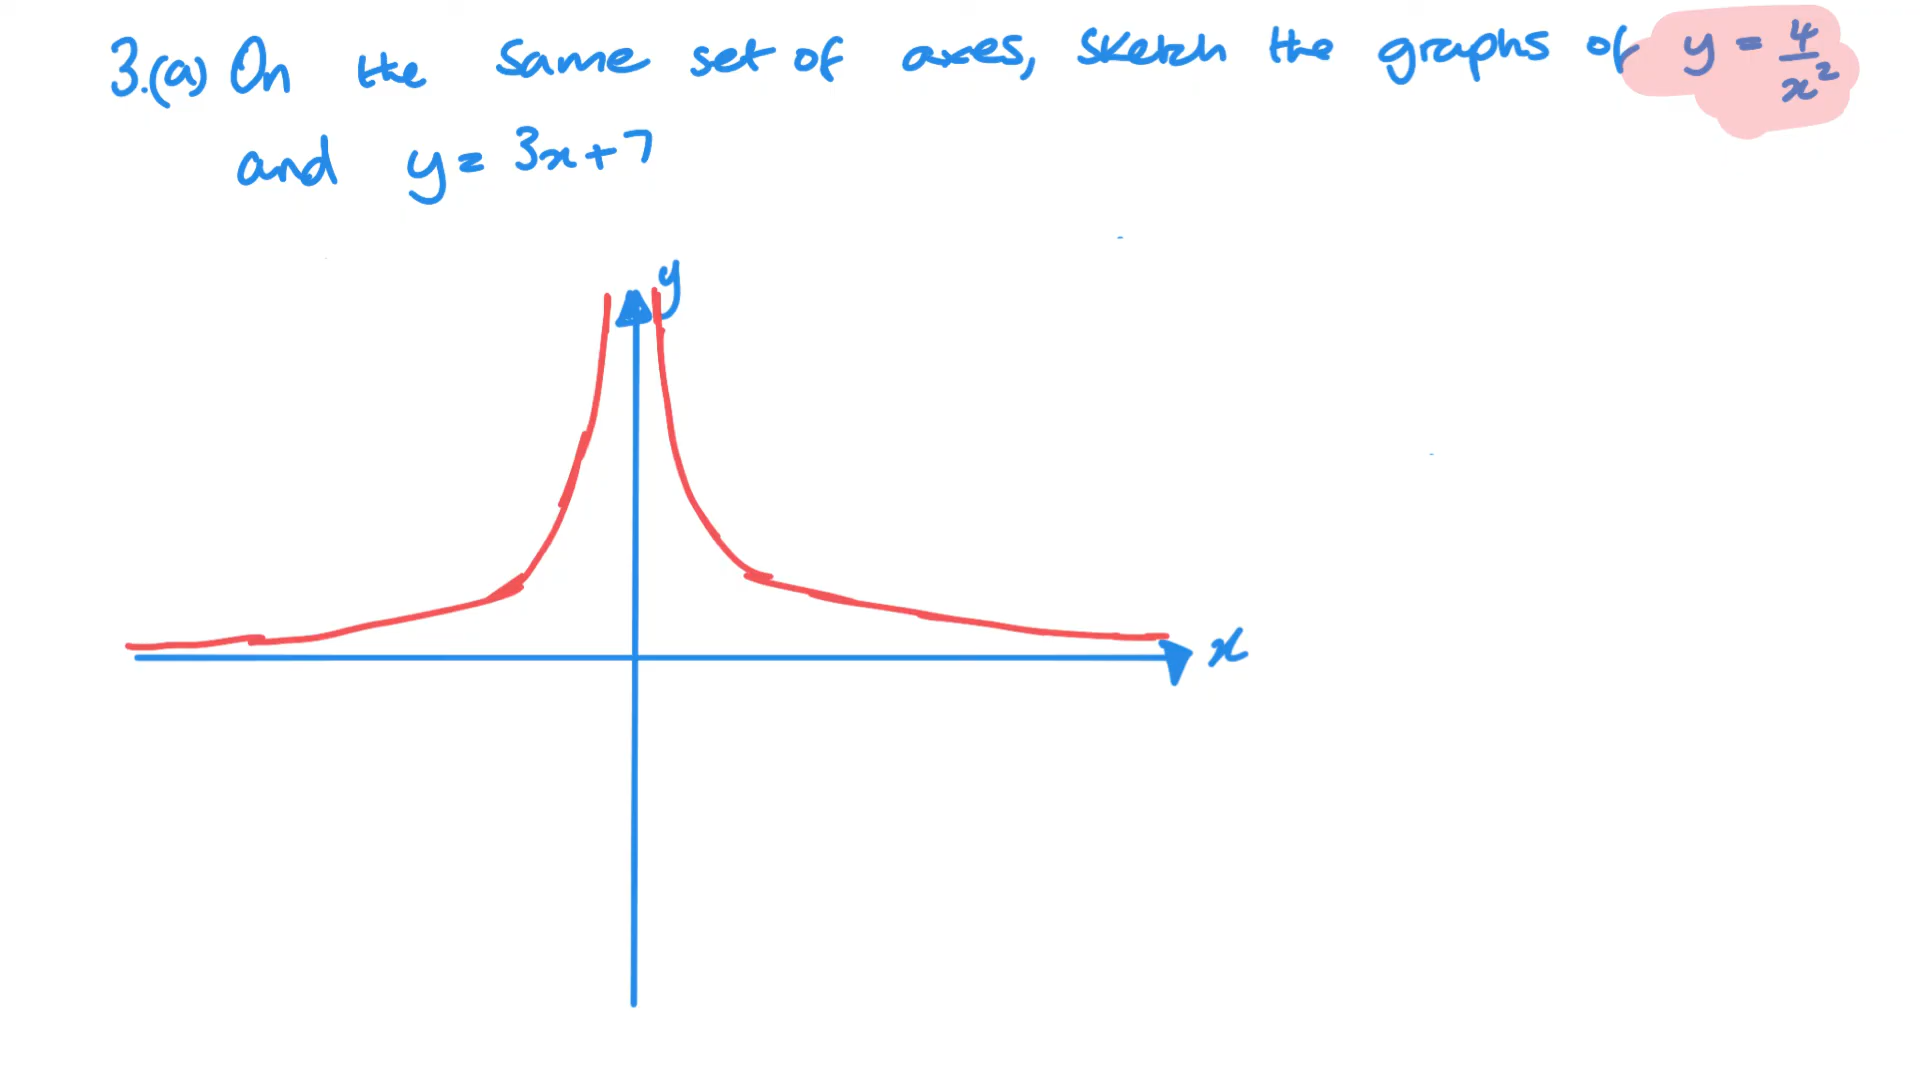 3.(a) On the same set of axes, sketch the graphs of y = 4/x²
and y = 3x+7
y
x